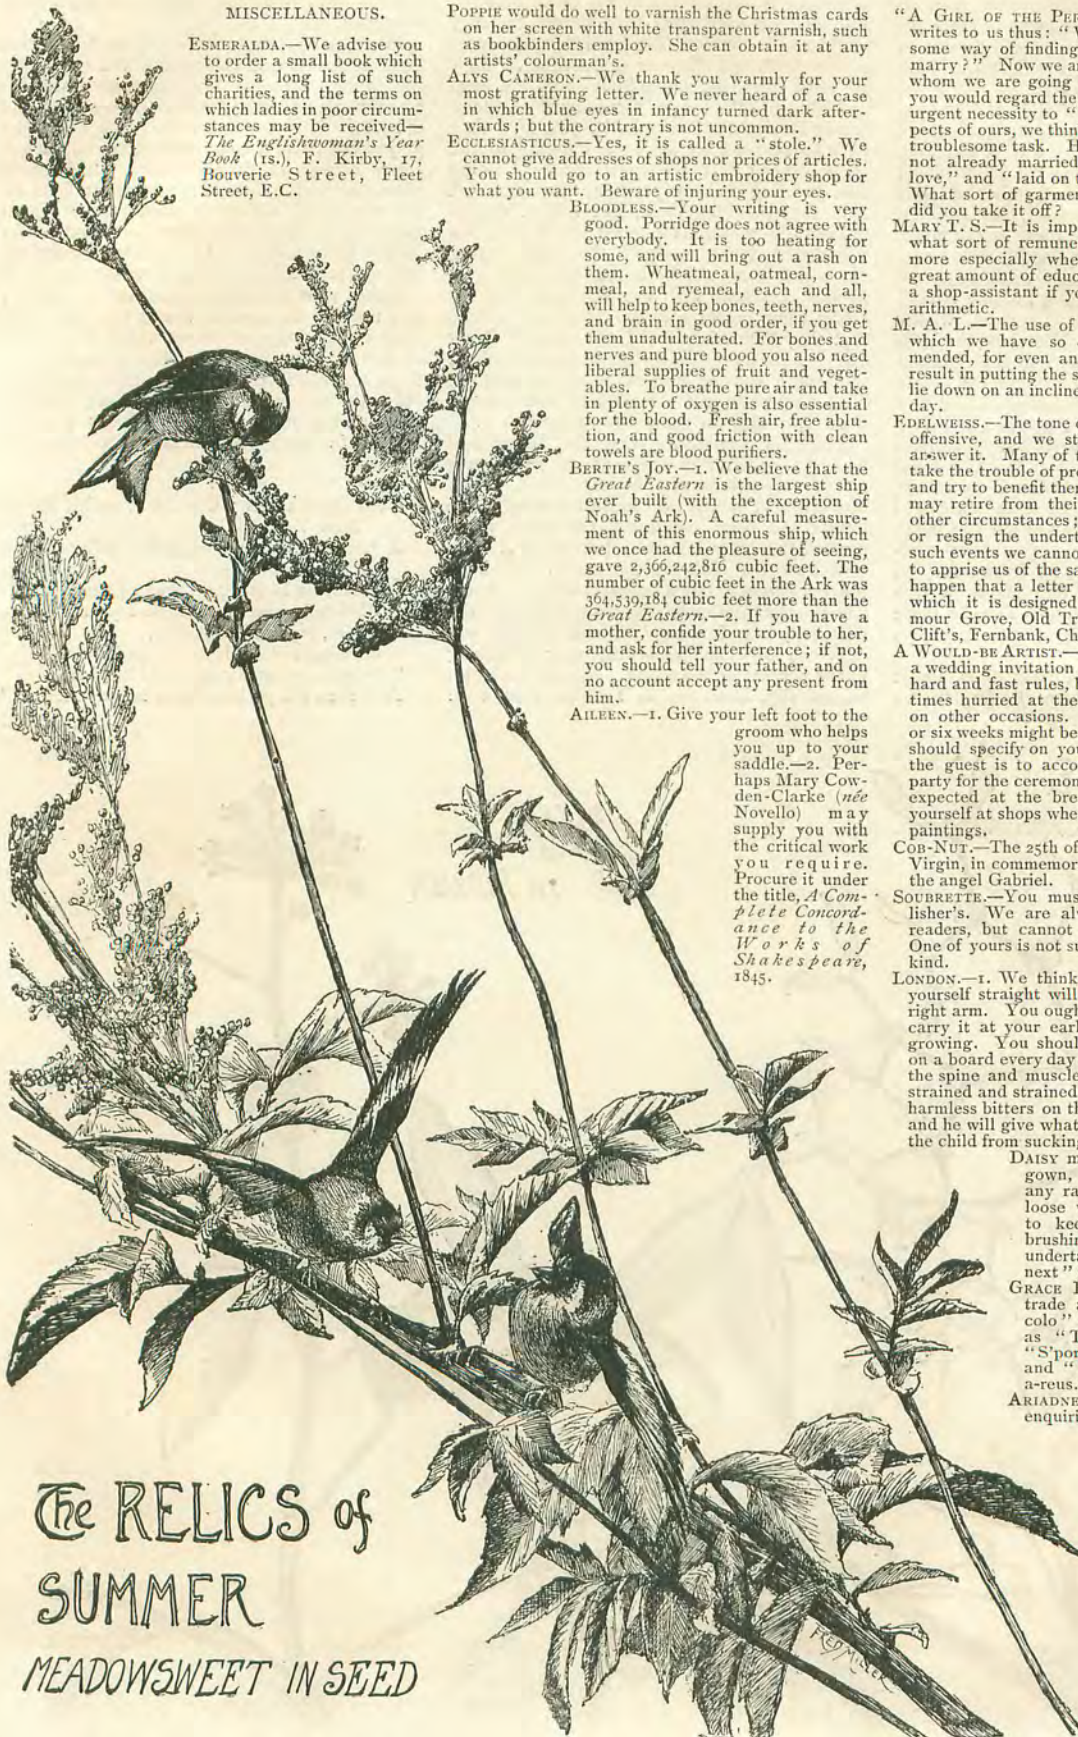 MISCELLANEOUS.
ESMERALDA.—We advise you
to order a small book which
gives a long list of such
charities, and the terms on
which ladies in poor circum-
stances may be received—
The Englishwoman's Year
Book (1s.), F. Kirby, 17,
Bouverie Street, Fleet
Street, E.C.
POPPIE would do well to varnish the Christmas cards
on her screen with white transparent varnish, such
as bookbinders employ. She can obtain it at any
artists' colourman's.
ALYS CAMERON.—We thank you warmly for your
most gratifying letter. We never heard of a case
in which blue eyes in infancy turned dark after-
wards; but the contrary is not uncommon.
ECCLESIASTICUS.—Yes, it is called a "stole." We
cannot give addresses of shops nor prices of articles.
You should go to an artistic embroidery shop for
what you want. Beware of injuring your eyes.
BLOODLESS.—Your writing is very
good. Porridge does not agree with
everybody. It is too heating for
some, and will bring out a rash on
them. Wheatmeal, oatmeal, corn-
meal, and ryemeal, each and all,
will help to keep bones, teeth, nerves,
and brain in good order, if you get
them unadulterated. For bones and
nerves and pure blood you also need
liberal supplies of fruit and veget-
ables. To breathe pure air and take
in plenty of oxygen is also essential
for the blood. Fresh air, free ablu-
tion, and good friction with clean
towels are blood purifiers.
BERTIE'S JOY.—1. We believe that the
Great Eastern is the largest ship
ever built (with the exception of
Noah's Ark). A careful measure-
ment of this enormous ship, which
we once had the pleasure of seeing,
gave 2,366,242,816 cubic feet. The
number of cubic feet in the Ark was
364,539,184 cubic feet more than the
Great Eastern.—2. If you have a
mother, confide your trouble to her,
and ask for her interference; if not,
you should tell your father, and on
no account accept any present from
him.
AILEEN.—1. Give your left foot to the
groom who helps
you up to your
saddle.—2. Per-
haps Mary Cow-
den-Clarke (née
Novello) may
supply you with
the critical work
you require.
Procure it under
the title, A Com-
plete Concord-
ance to the
Works of
Shakespeare,
1845.
"A GIRL OF THE PER
writes to us thus: "
some way of finding
marry?" Now we ar
whom we are going
you would regard the
urgent necessity to "
pects of ours, we thin
troublesome task. H
not already married
love," and "laid on t
What sort of garmen
did you take it off?
MARY T. S.—It is imp
what sort of remune
more especially whe
great amount of educ
a shop-assistant if yo
arithmetic.
M. A. L.—The use of
which we have so
mended, for even an
result in putting the s
lie down on an incline
day.
EDELWEISS.—The tone o
offensive, and we st
answer it. Many of t
take the trouble of pre
and try to benefit ther
may retire from thei
other circumstances;
or resign the undert
such events we canno
to apprise us of the sa
happen that a letter
which it is designed
mour Grove, Old Tr
Clift's, Fernbank, Ch
A WOULD-BE ARTIST.—
a wedding invitation
hard and fast rules, b
times hurried at the
on other occasions.
or six weeks might be
should specify on you
the guest is to acco
party for the ceremon
expected at the bre
yourself at shops whe
paintings.
COB-NUT.—The 25th of
Virgin, in commemor
the angel Gabriel.
SOUBRETTE.—You mus
lisher's. We are al
readers, but cannot
One of yours is not su
kind.
LONDON.—1. We think
yourself straight will
right arm. You ough
carry it at your earl
growing. You shoul
on a board every day
the spine and muscle
strained and strained
harmless bitters on th
and he will give what
the child from sucking
DAISY m
gown,
any ra
loose
to kee
brushin
underta
next"
GRACE
trade a
colo"
as "T
"S'por
and "
a-reus.
ARIADNE
enquiri
The RELICS of
SUMMER
MEADOWSWEET IN SEED
FRED MILLER